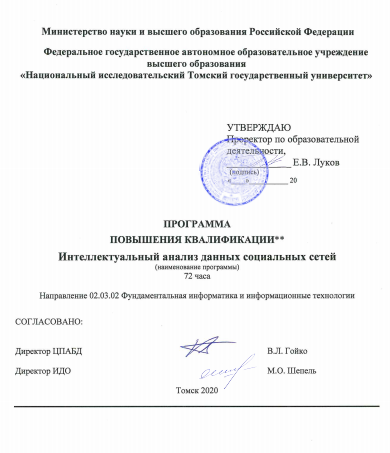 Министерство науки и высшего образования Российской Федерации
Федеральное государственное автономное образовательное учреждение
высшего образования
«Национальный исследовательский Томский государственный университет»
УТВЕРЖДАЮ
Проректор по образовательной
деятельности,
Е.В. Луков
(подпись)
«___» ________ 20
ПРОГРАММА
ПОВЫШЕНИЯ КВАЛИФИКАЦИИ**
Интеллектуальный анализ данных социальных сетей
(наименование программы)
72 часа
Направление 02.03.02 Фундаментальная информатика и информационные технологии
СОГЛАСОВАНО:
Директор ЦПАБД В.Л. Гойко
Директор ИДО М.О. Шепель
Томск 2020